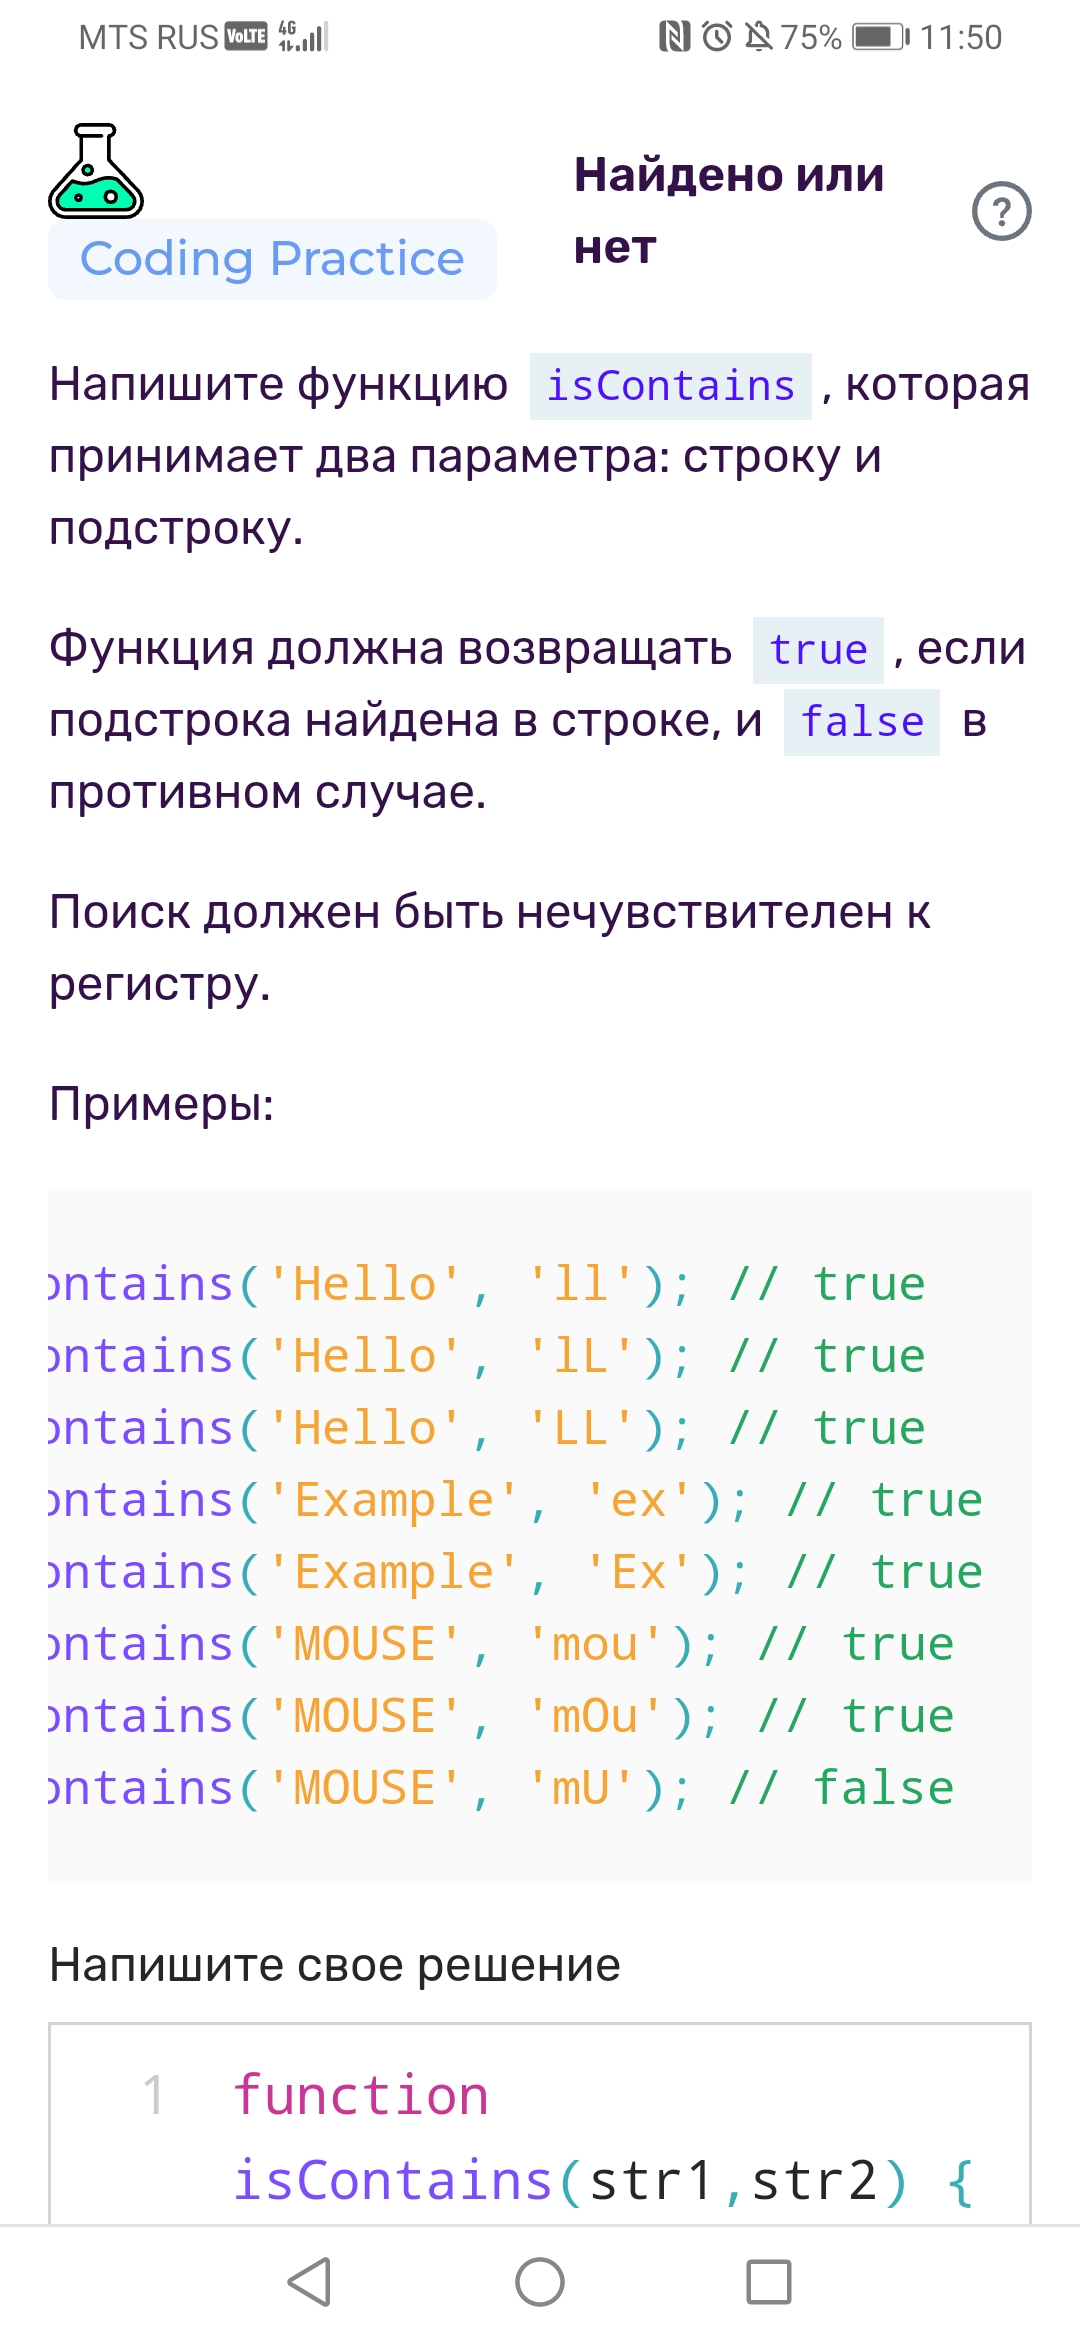 MTS RUS VoLTE 4G 75% 11:50
Найдено или
нет
?
Coding Practice
Напишите функцию isContains , которая
принимает два параметра: строку и
подстроку.
Функция должна возвращать true , если
подстрока найдена в строке, и false в
противном случае.
Поиск должен быть нечувствителен к
регистру.
Примеры:
ontains('Hello', 'll'); // true
ontains('Hello', 'lL'); // true
ontains('Hello', 'LL'); // true
ontains('Example', 'ex'); // true
ontains('Example', 'Ex'); // true
ontains('MOUSE', 'mou'); // true
ontains('MOUSE', 'mOu'); // true
ontains('MOUSE', 'mU'); // false
Напишите свое решение
1 function
isContains(str1,str2) {